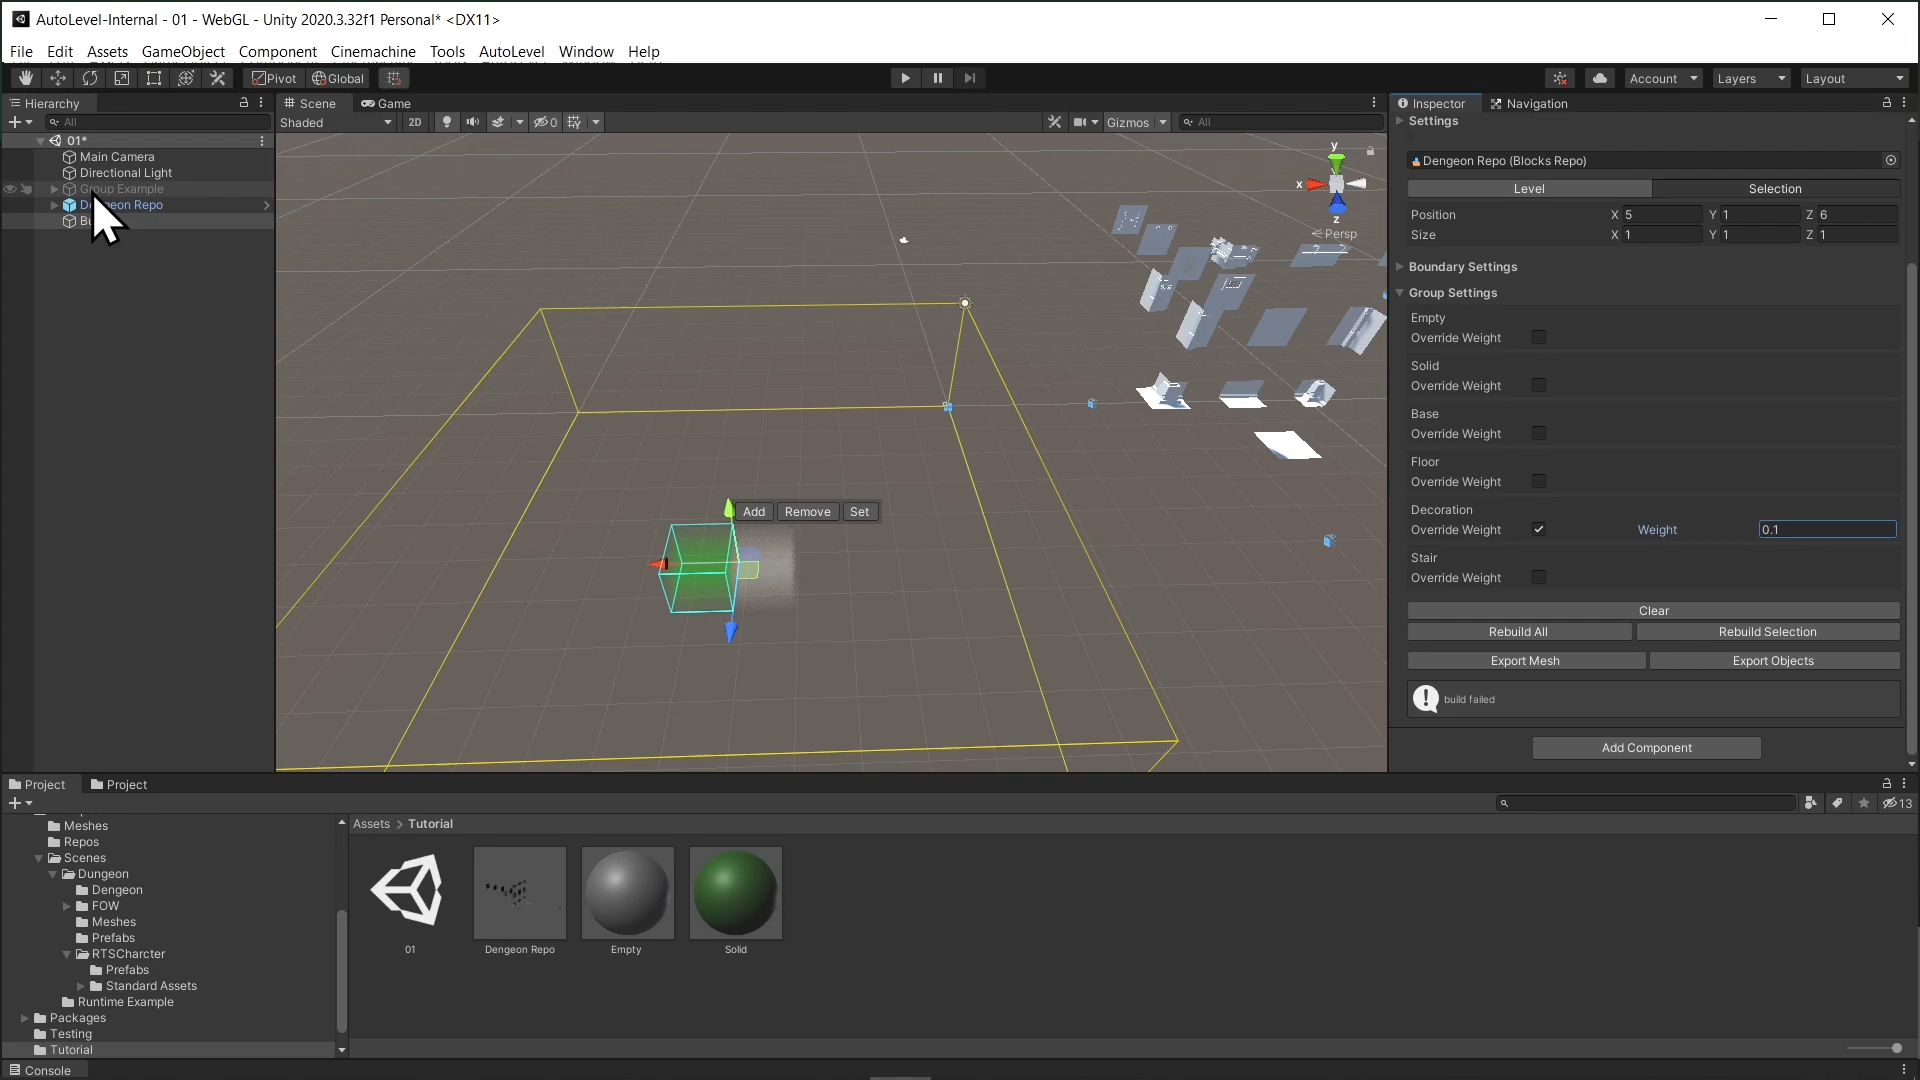 AutoLevel-Internal - 01 - WebGL - Unity 2020.3.32f1 Personal* <DX11>
File Edit Assets GameObject Component Cinemachine Tools AutoLevel Window Help
Pivot Global Account Layers Layout
Hierarchy
All
01*
Main Camera
Directional Light
Group Example
Dengeon Repo
Scene Game
Shaded 2D 0 Gizmos All
y
x
z
Persp
Add Remove Set
Inspector Navigation
Settings
Dengeon Repo (Blocks Repo)
Level Selection
Position X 5 Y 1 Z 6
Size X 1 Y 1 Z 1
Boundary Settings
Group Settings
Empty
Override Weight
Solid
Override Weight
Base
Override Weight
Floor
Override Weight
Decoration
Override Weight Weight 0.1
Stair
Override Weight
Clear
Rebuild All Rebuild Selection
Export Mesh Export Objects
build failed
Add Component
Project Project
13
Meshes
Repos
Scenes
Dungeon
Dengeon
FOW
Meshes
Prefabs
RTSCharcter
Prefabs
Standard Assets
Runtime Example
Packages
Testing
Tutorial
Assets > Tutorial
01 Dengeon Repo Empty Solid
Console